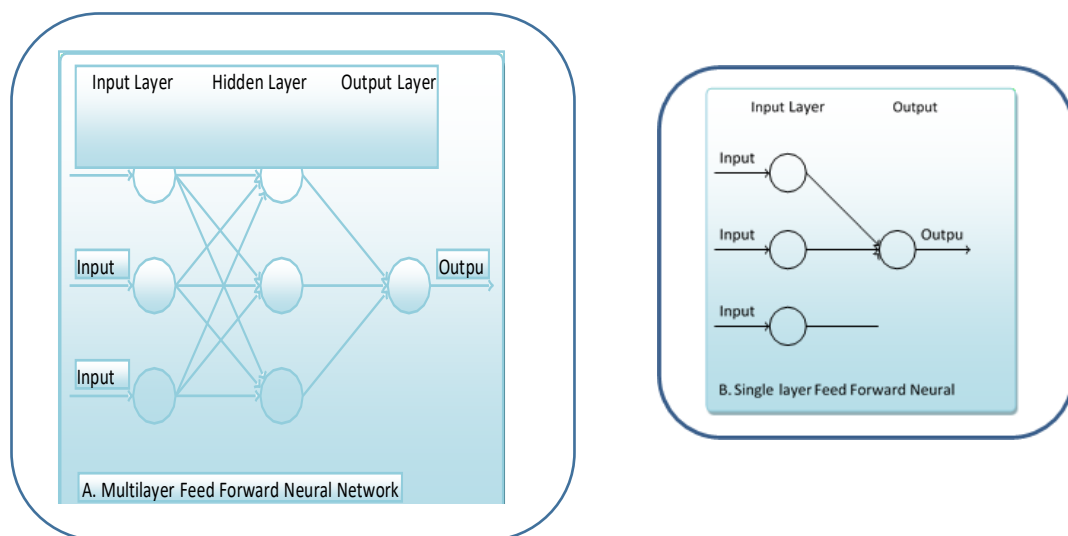 Input Layer Hidden Layer Output Layer
Input
Outpu
Input
A. Multilayer Feed Forward Neural Network
Input Layer Output
Input
Input
Outpu
Input
B. Single layer Feed Forward Neural